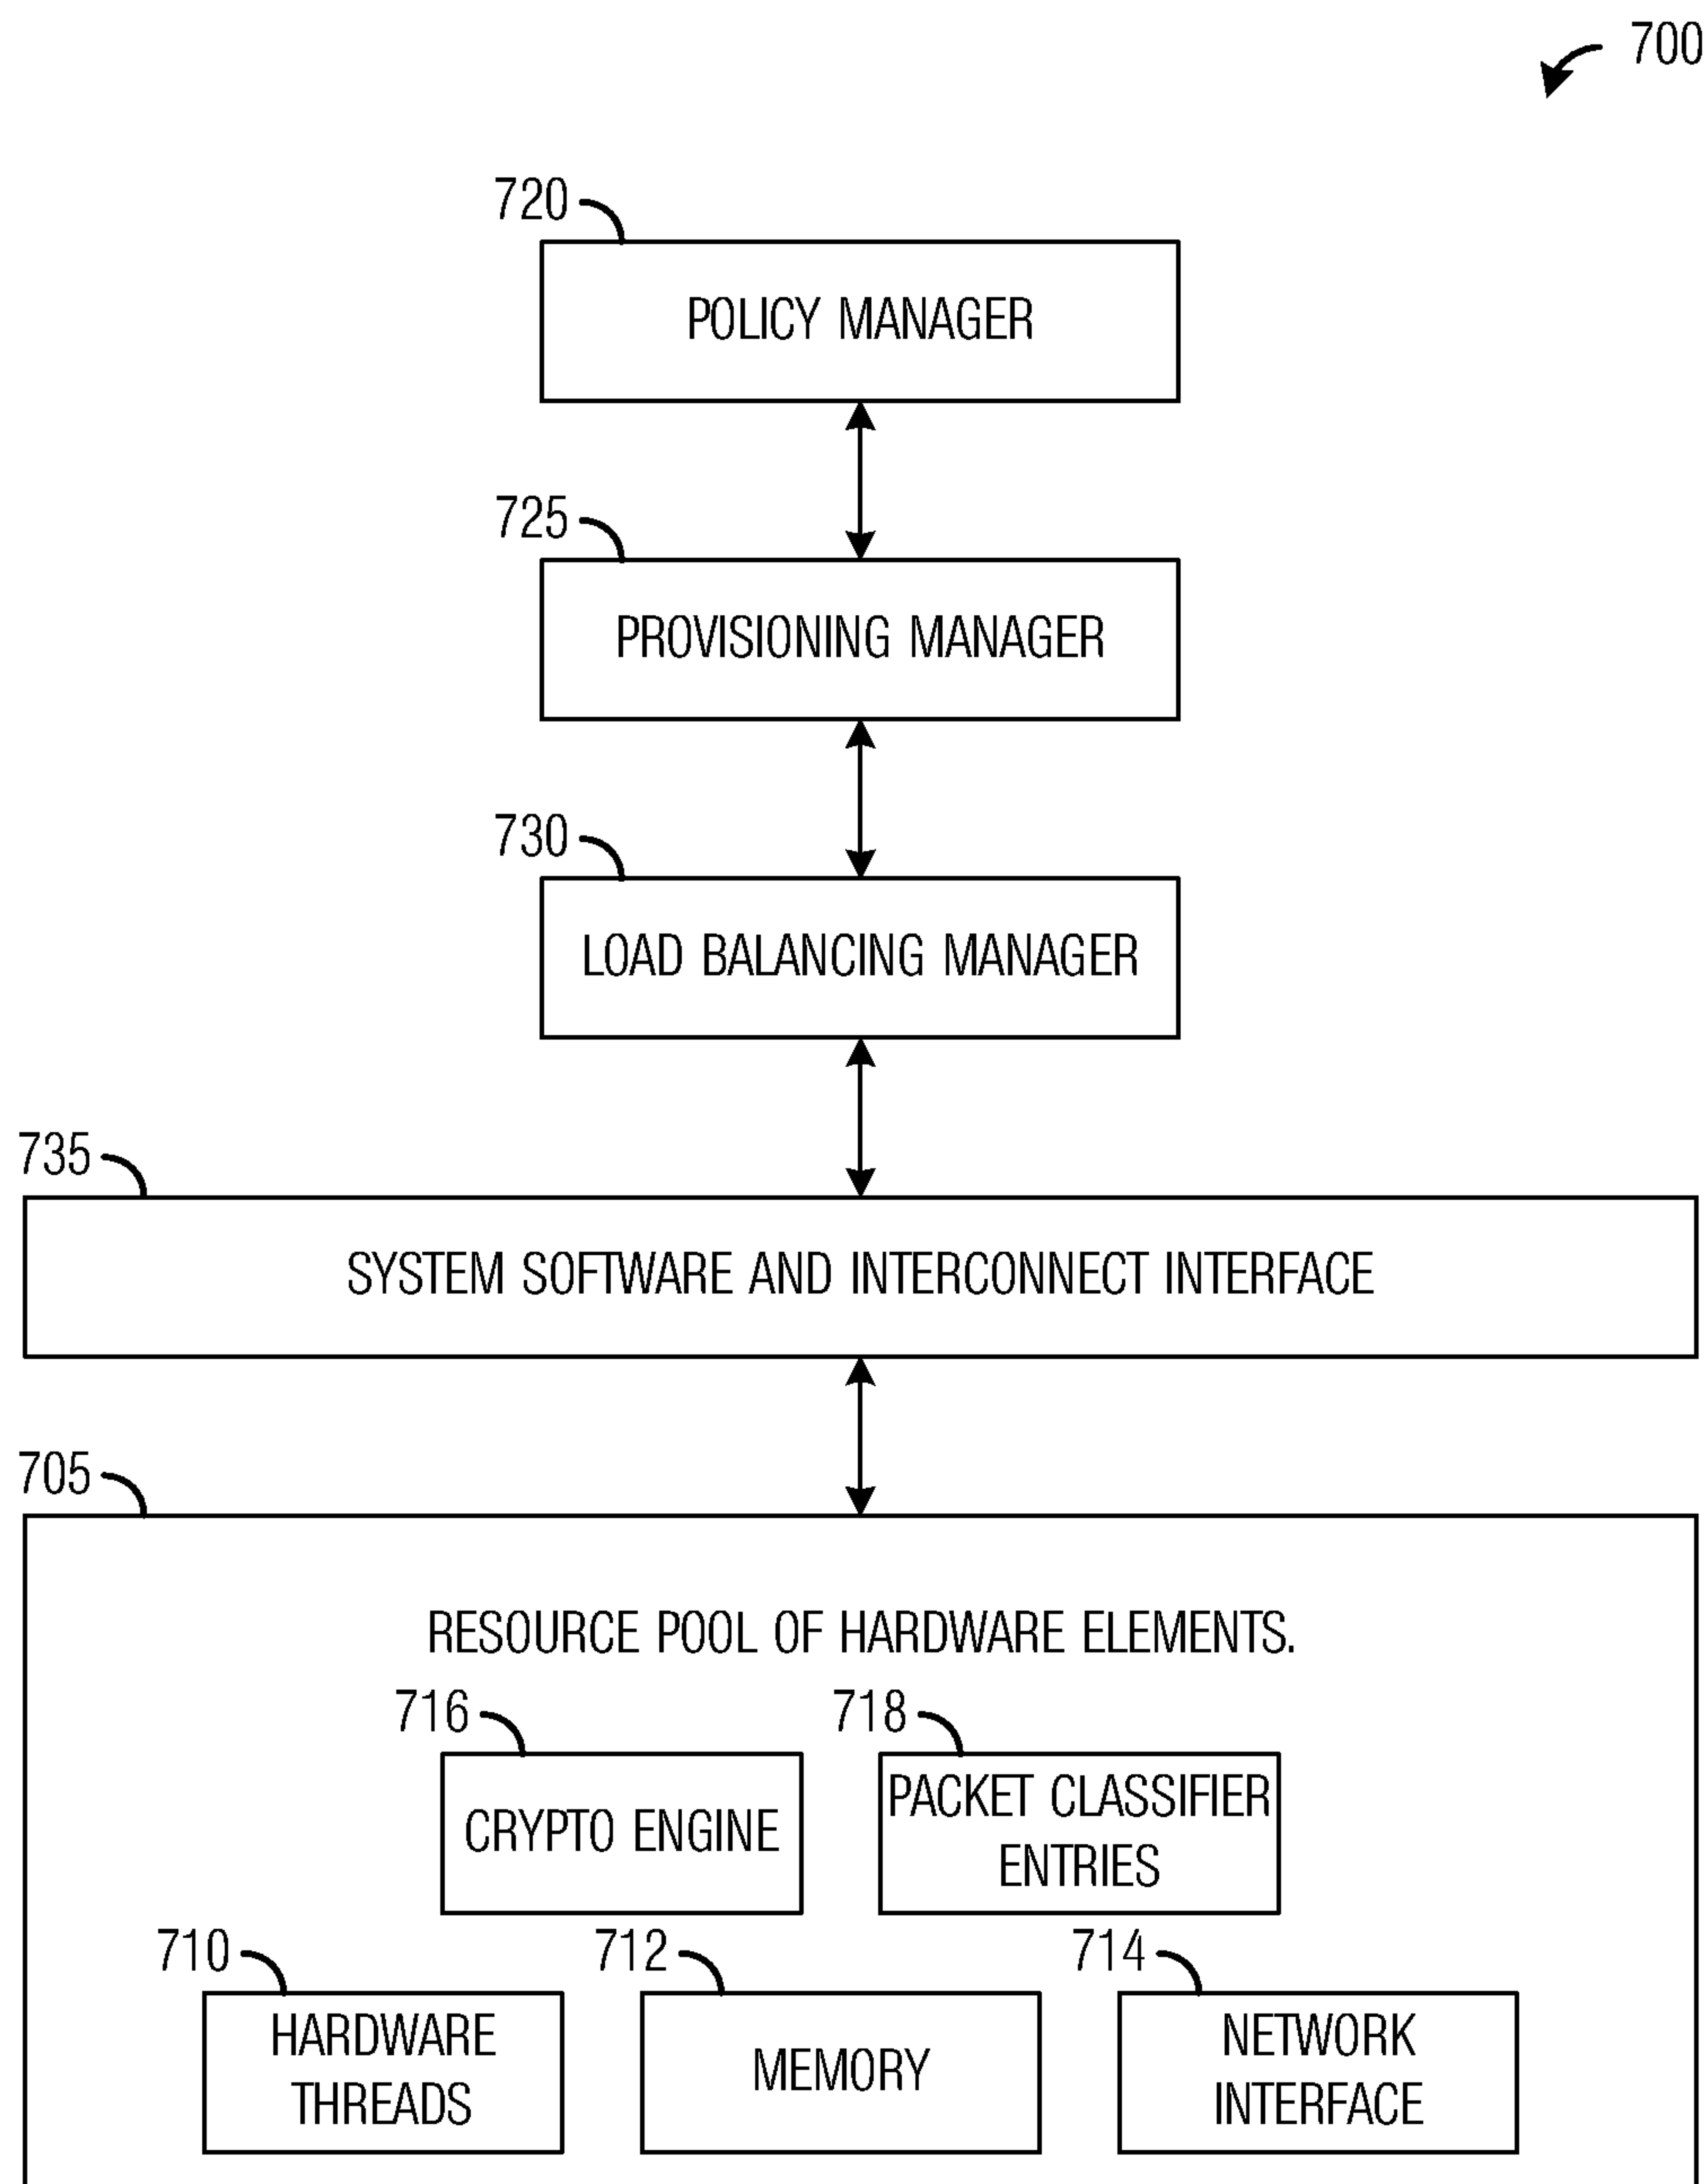 700
720
POLICY MANAGER
725
PROVISIONING MANAGER
730
LOAD BALANCING MANAGER
735
SYSTEM SOFTWARE AND INTERCONNECT INTERFACE
705
RESOURCE POOL OF HARDWARE ELEMENTS.
716
CRYPTO ENGINE
718
PACKET CLASSIFIER
ENTRIES
710
HARDWARE
THREADS
712
MEMORY
714
NETWORK
INTERFACE